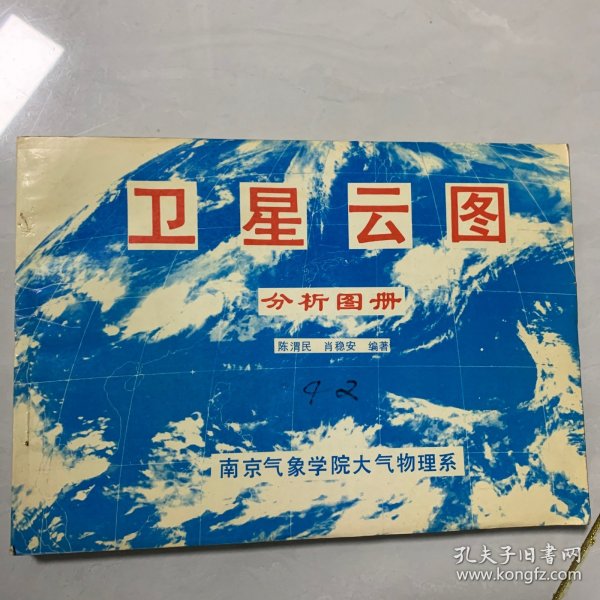 卫星云图
分析图册
陈渭民 肖稳安 编著
42
南京气象学院大气物理系
孔夫子旧书网
www.kongfz.com